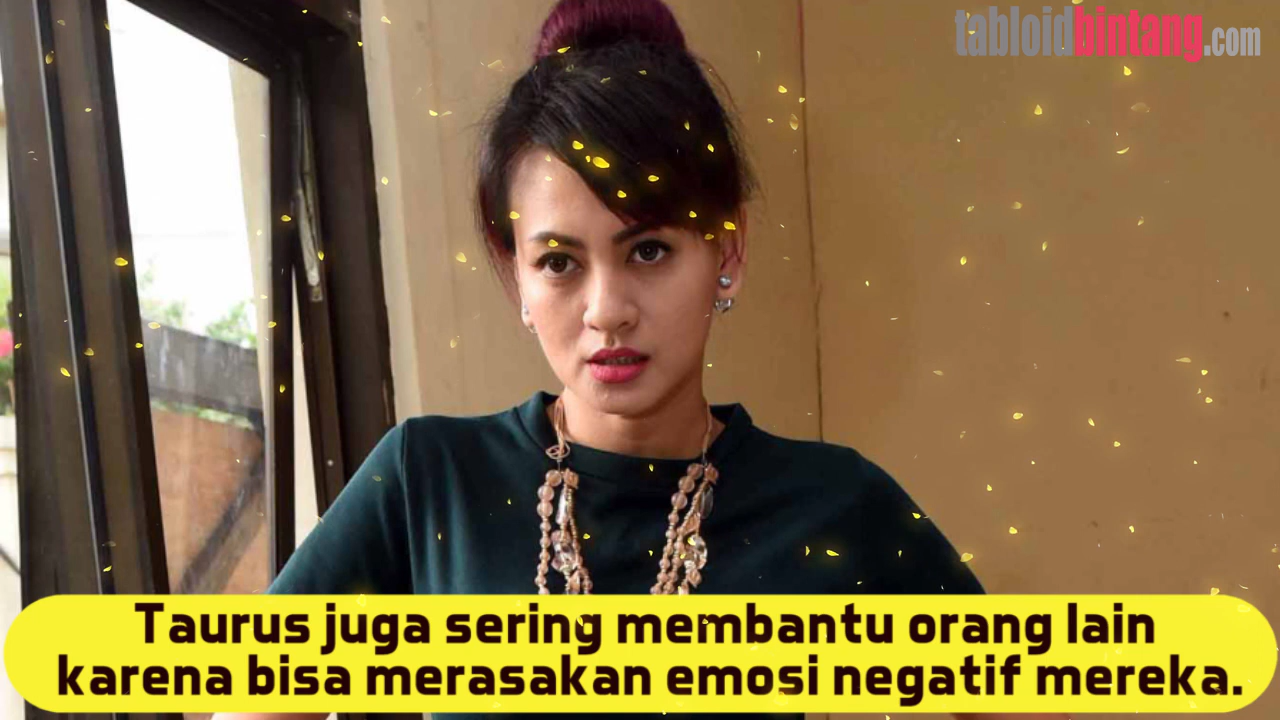 tabloidbintang.com
Taurus juga sering membantu orang lain
karena bisa merasakan emosi negatif mereka.